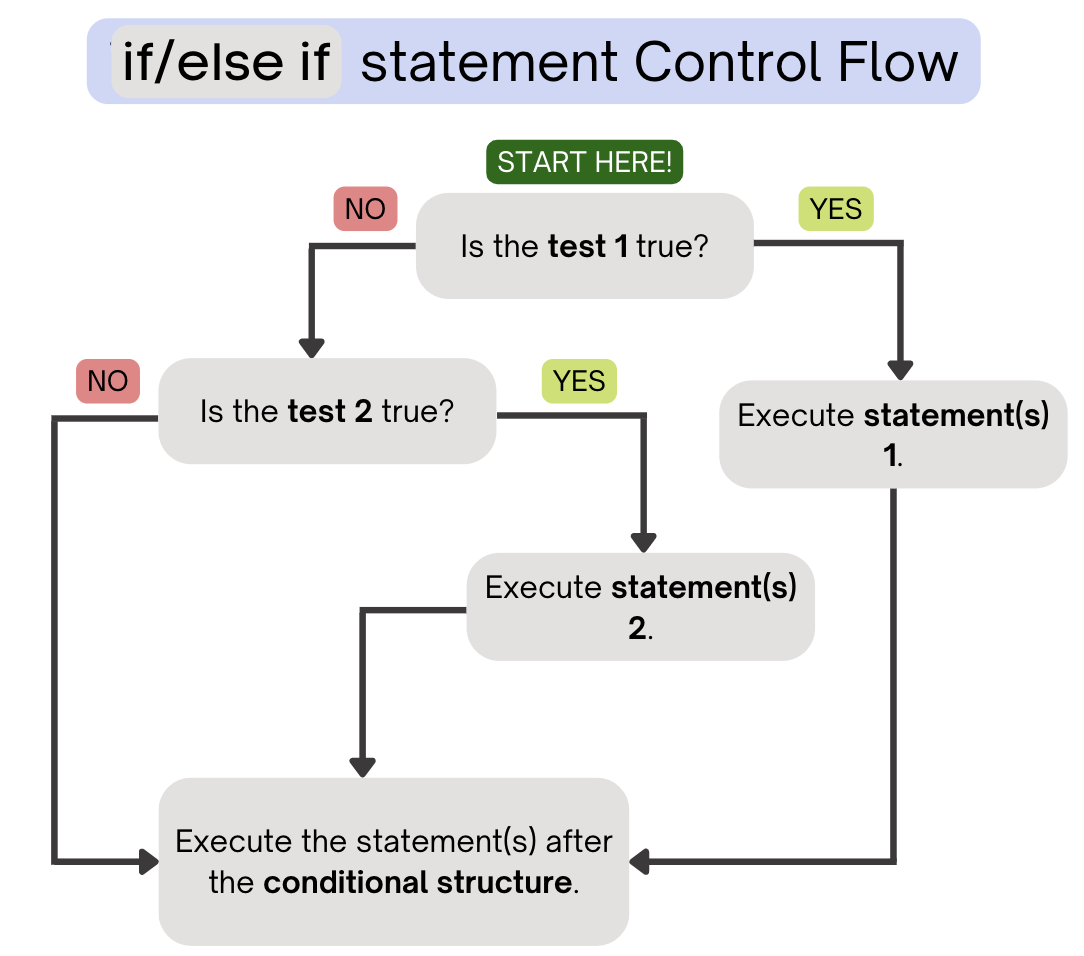 if/else if statement Control Flow
START HERE!
NO
YES
Is the test 1 true?
NO
YES
Is the test 2 true?
Execute statement(s)
1.
Execute statement(s)
2.
Execute the statement(s) after
the conditional structure.